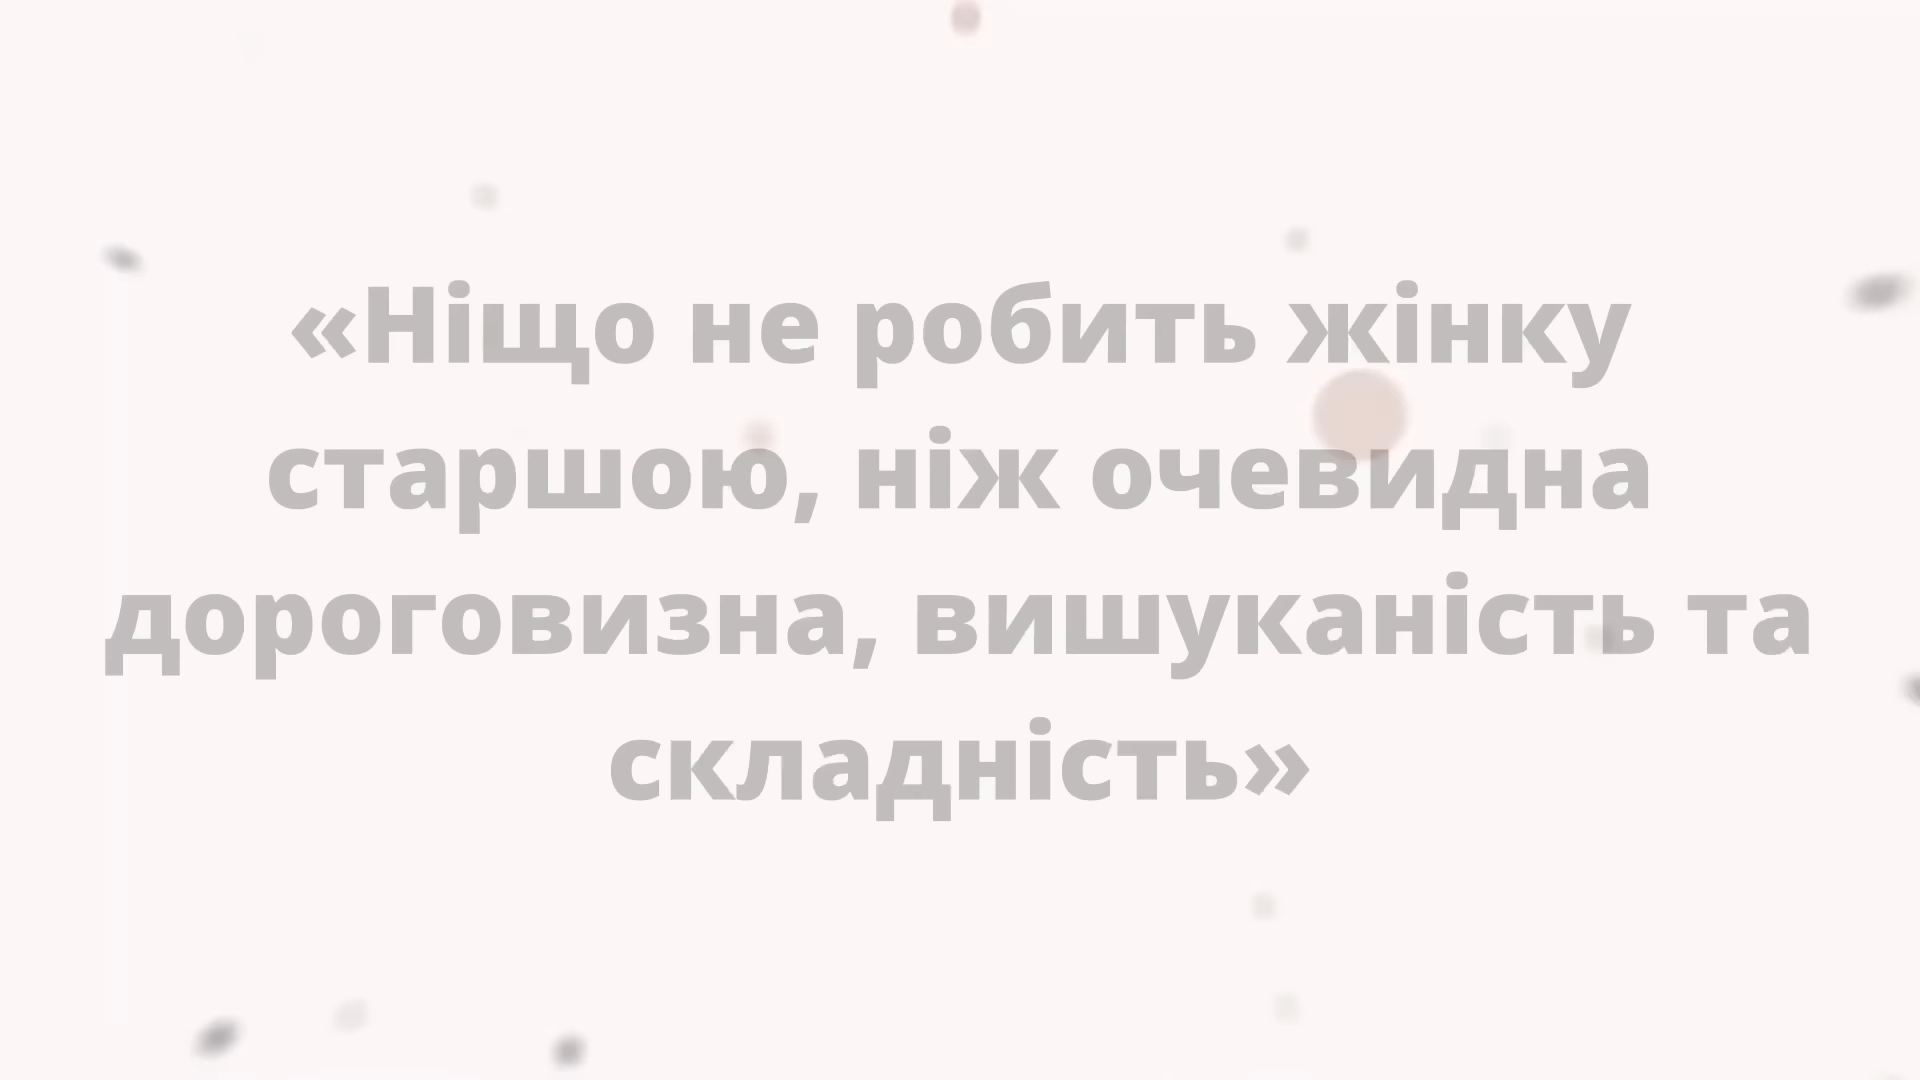 «Ніщо не робить жінку
старшою, ніж очевидна
дороговизна, вишуканість та
складність»